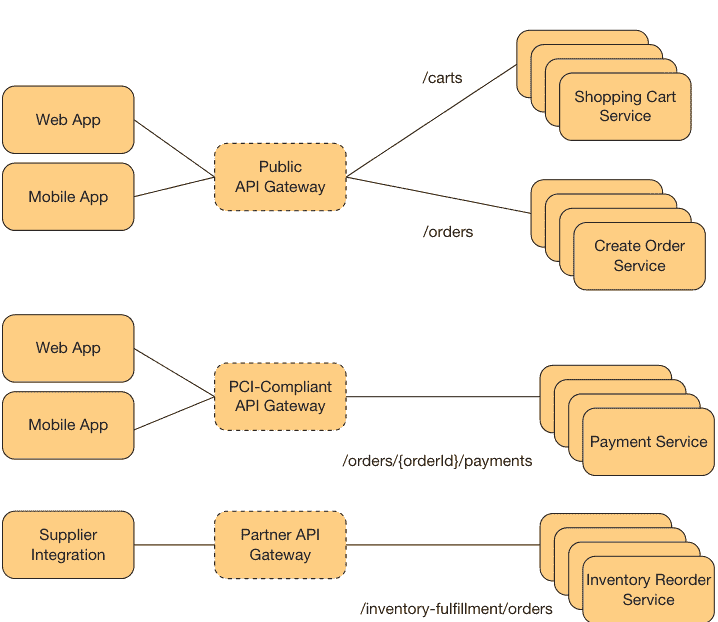 /carts
Shopping Cart
Service
Web App
Public
API Gateway
Mobile App
/orders
Create Order
Service
Web App
PCI-Compliant
API Gateway
Mobile App
Payment Service
/orders/{orderId}/payments
Supplier
Integration
Partner API
Gateway
Inventory Reorder
Service
/inventory-fulfillment/orders